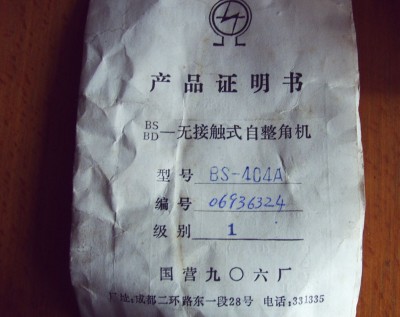 产品证明书
BS
BD—无接触式自整角机
型号 BS-404A
编号 06936324
级别 1
国营九〇六厂
厂址:成都二环路东一段28号 电话:331335